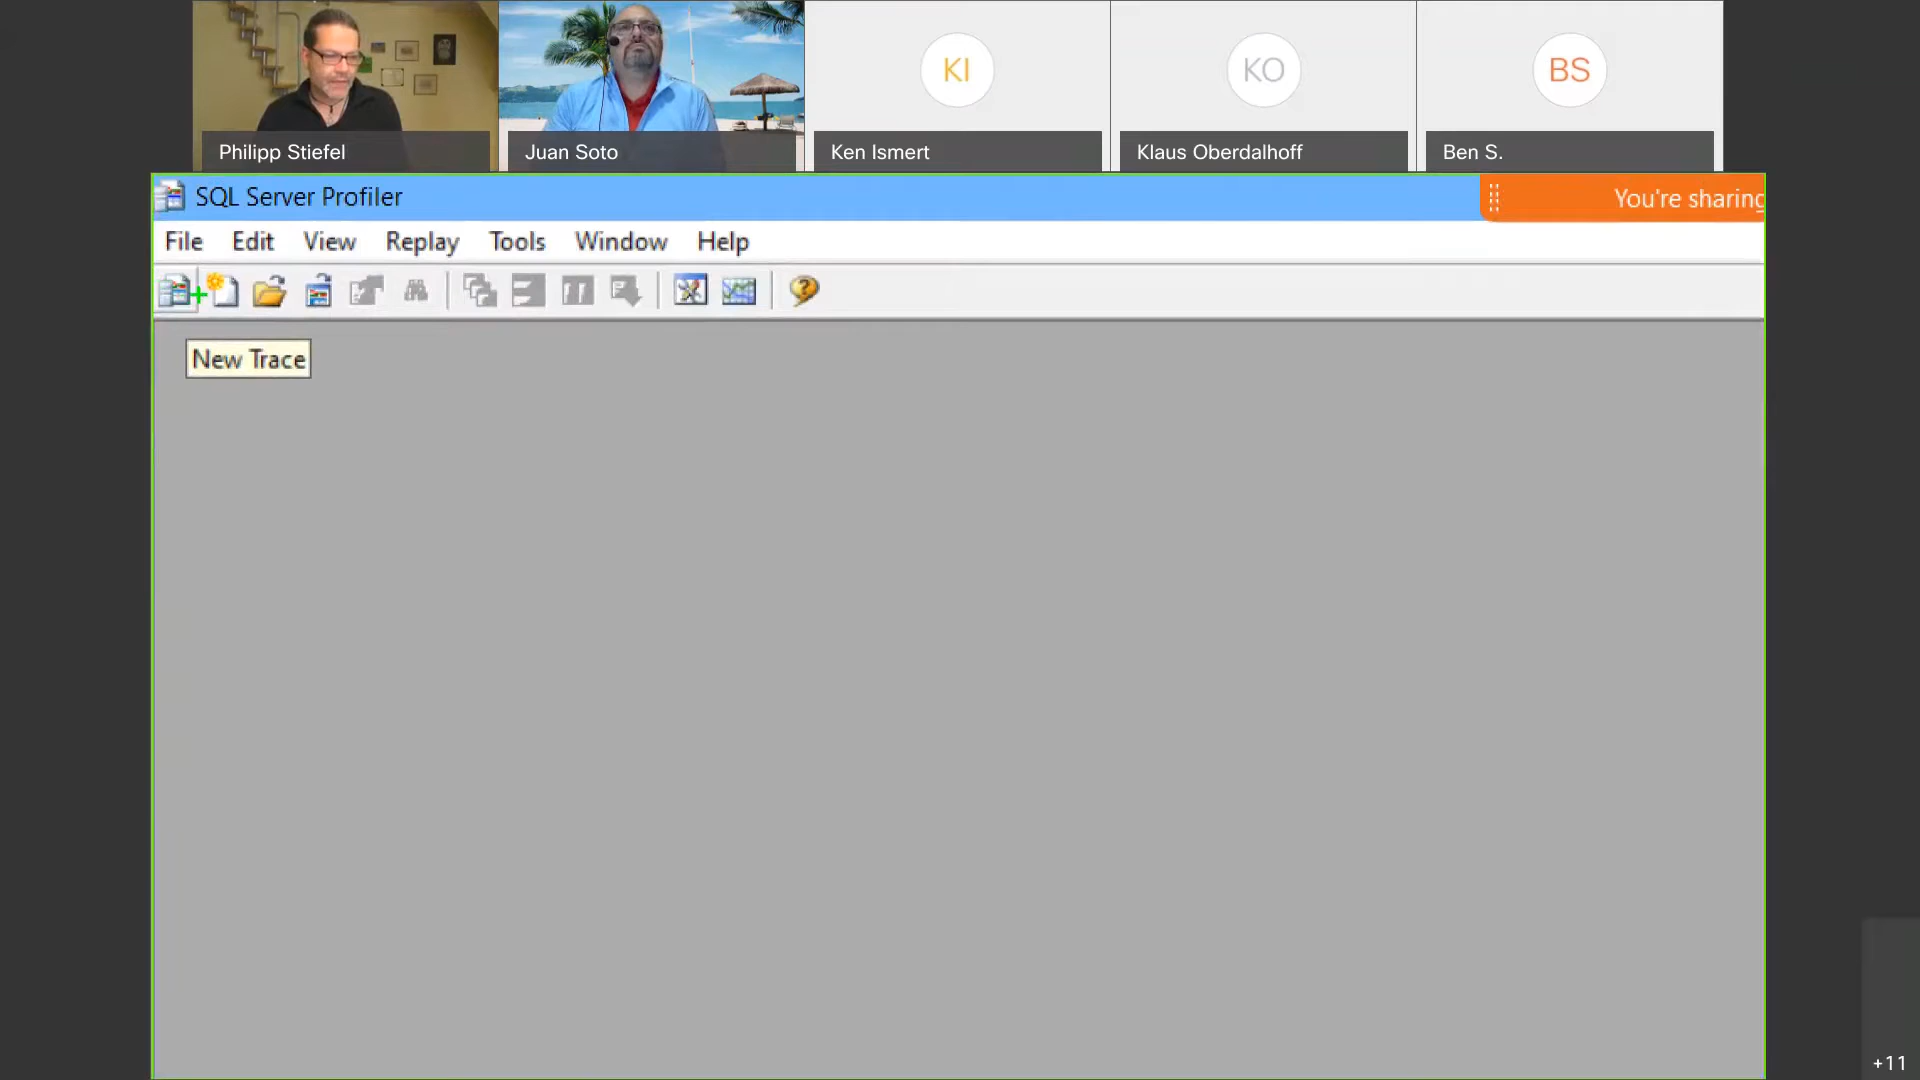 KI
KO
BS
Philipp Stiefel
Juan Soto
Ken Ismert
Klaus Oberdalhoff
Ben S.
SQL Server Profiler
You're sharing
File Edit View Replay Tools Window Help
New Trace
+11